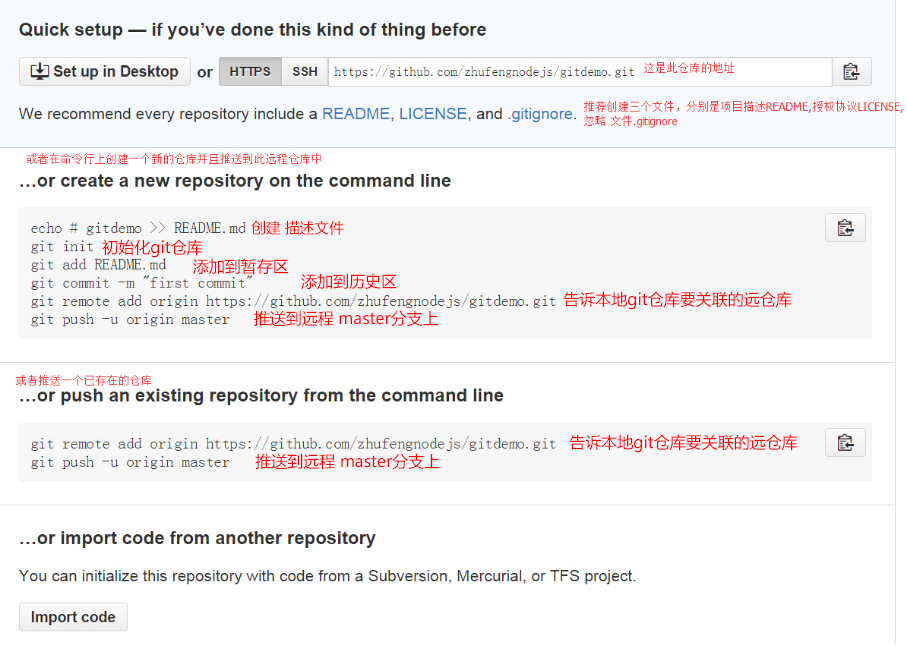 Quick setup — if you’ve done this kind of thing before
Set up in Desktop or HTTPS SSH https://github.com/zhufengnodejs/gitdemo.git 这是此仓库的地址
We recommend every repository include a README, LICENSE, and .gitignore. 推荐创建三个文件，分别是项目描述README,授权协议LICENSE,
忽略 文件.gitignore
或者在命令行上创建一个新的仓库并且推送到此远程仓库中
…or create a new repository on the command line
echo # gitdemo >> README.md 创建 描述文件
git init 初始化git仓库
git add README.md 添加到暂存区
git commit -m "first commit" 添加到历史区
git remote add origin https://github.com/zhufengnodejs/gitdemo.git 告诉本地git仓库要关联的远仓库
git push -u origin master 推送到远程 master分支上
或者推送一个已存在的仓库
…or push an existing repository from the command line
git remote add origin https://github.com/zhufengnodejs/gitdemo.git 告诉本地git仓库要关联的远仓库
git push -u origin master 推送到远程 master分支上
…or import code from another repository
You can initialize this repository with code from a Subversion, Mercurial, or TFS project.
Import code